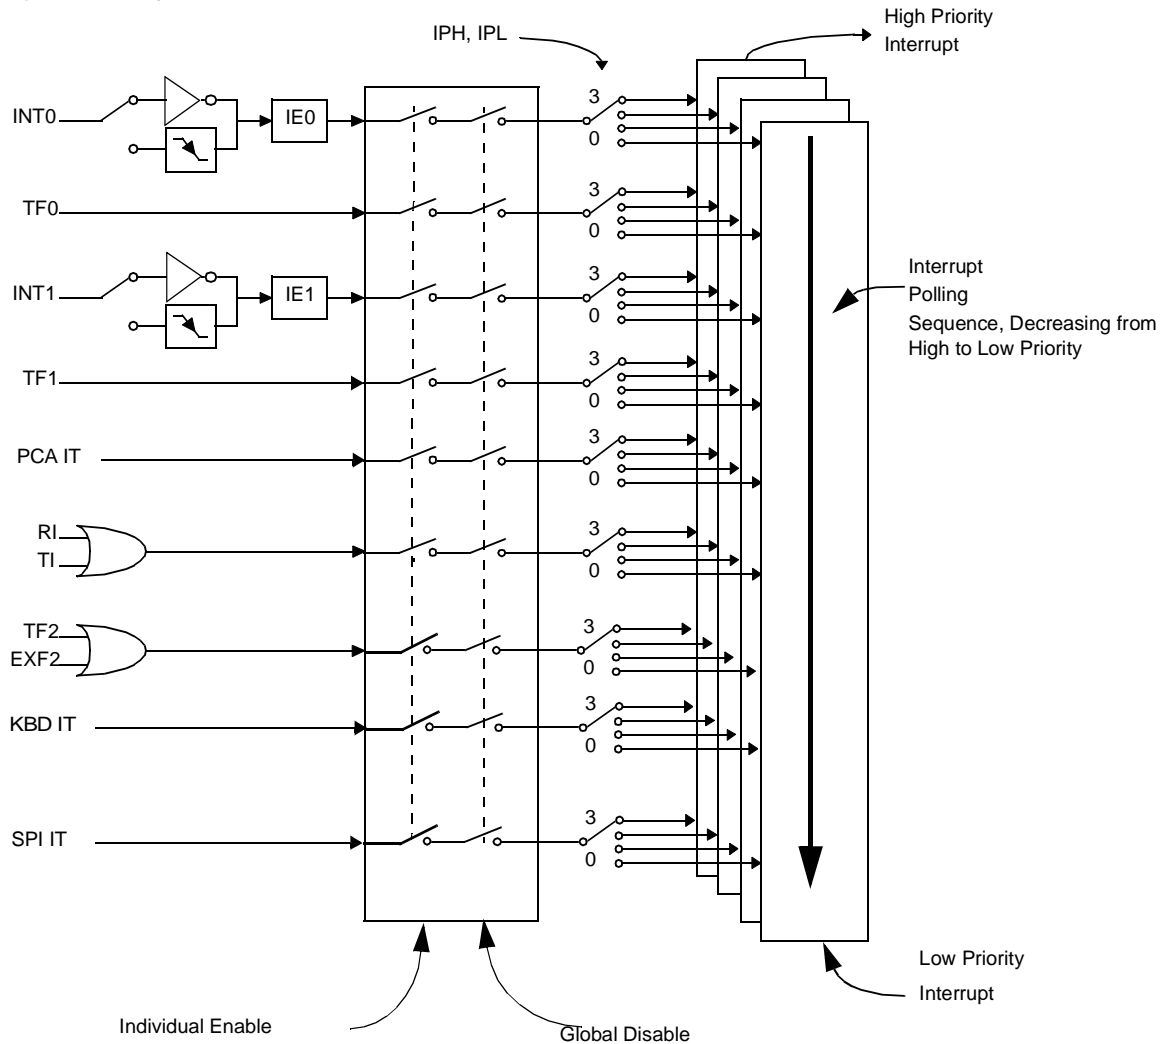 IPH, IPL
High Priority
Interrupt
INT0
IE0
3
0
TF0
3
0
INT1
IE1
3
0
Interrupt
Polling
Sequence, Decreasing from
High to Low Priority
TF1
3
0
PCA IT
3
0
RI
TI
3
0
TF2
EXF2
3
0
KBD IT
3
0
SPI IT
3
0
Low Priority
Interrupt
Individual Enable
Global Disable